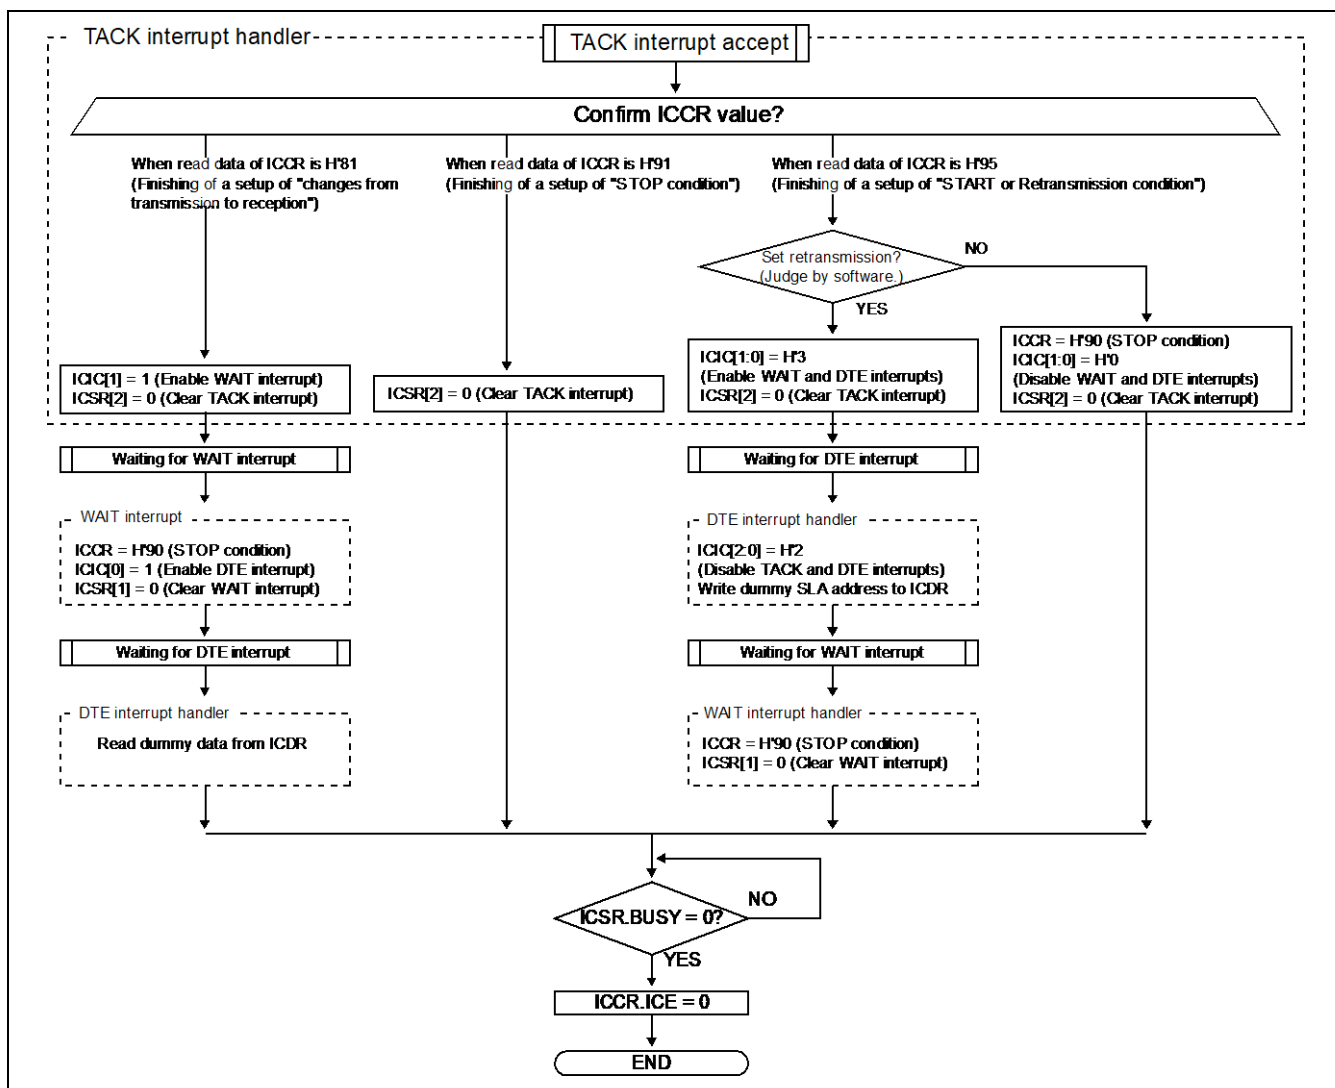 TACK interrupt handler
TACK interrupt accept
Confirm ICCR value?
When read data of ICCR is H'81
(Finishing of a setup of "changes from
transmission to reception")
When read data of ICCR is H'91
(Finishing of a setup of "STOP condition")
When read data of ICCR is H'95
(Finishing of a setup of "START or Retransmission condition")
Set retransmission?
(Judge by software.)
NO
YES
ICIC[1] = 1 (Enable WAIT interrupt)
ICSR[2] = 0 (Clear TACK interrupt)
ICSR[2] = 0 (Clear TACK interrupt)
ICIC[1:0] = H'3
(Enable WAIT and DTE interrupts)
ICSR[2] = 0 (Clear TACK interrupt)
ICCR = H'90 (STOP condition)
ICIC[1:0] = H'0
(Disable WAIT and DTE interrupts)
ICSR[2] = 0 (Clear TACK interrupt)
Waiting for WAIT interrupt
WAIT interrupt
ICCR = H'90 (STOP condition)
ICIC[0] = 1 (Enable DTE interrupt)
ICSR[1] = 0 (Clear WAIT interrupt)
Waiting for DTE interrupt
DTE interrupt handler
Read dummy data from ICDR
Waiting for DTE interrupt
DTE interrupt handler
ICIC[2:0] = H'2
(Disable TACK and DTE interrupts)
Write dummy SLA address to ICDR
Waiting for WAIT interrupt
WAIT interrupt handler
ICCR = H'90 (STOP condition)
ICSR[1] = 0 (Clear WAIT interrupt)
ICSR.BUSY = 0?
NO
YES
ICCR.ICE = 0
END